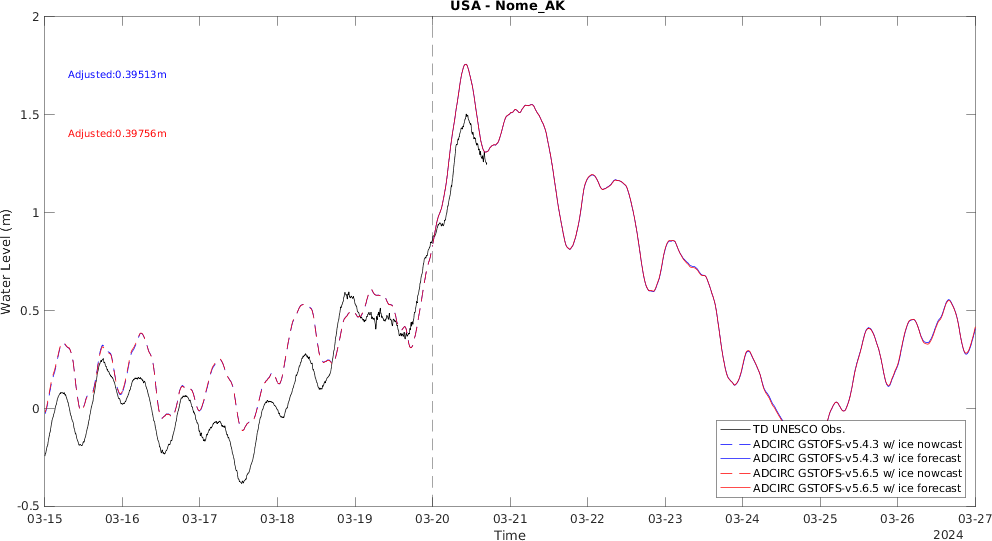 USA - Nome_AK
2
Adjusted:0.39513m
1.5
Adjusted:0.39756m
1
Water Level (m)
0.5
0
TD UNESCO Obs.
ADCIRC GSTOFS-v5.4.3 w/ ice nowcast
ADCIRC GSTOFS-v5.4.3 w/ ice forecast
ADCIRC GSTOFS-v5.6.5 w/ ice nowcast
ADCIRC GSTOFS-v5.6.5 w/ ice forecast
-0.5
03-15 03-16 03-17 03-18 03-19 03-20 03-21 03-22 03-23 03-24 03-25 03-26 03-27
Time
2024